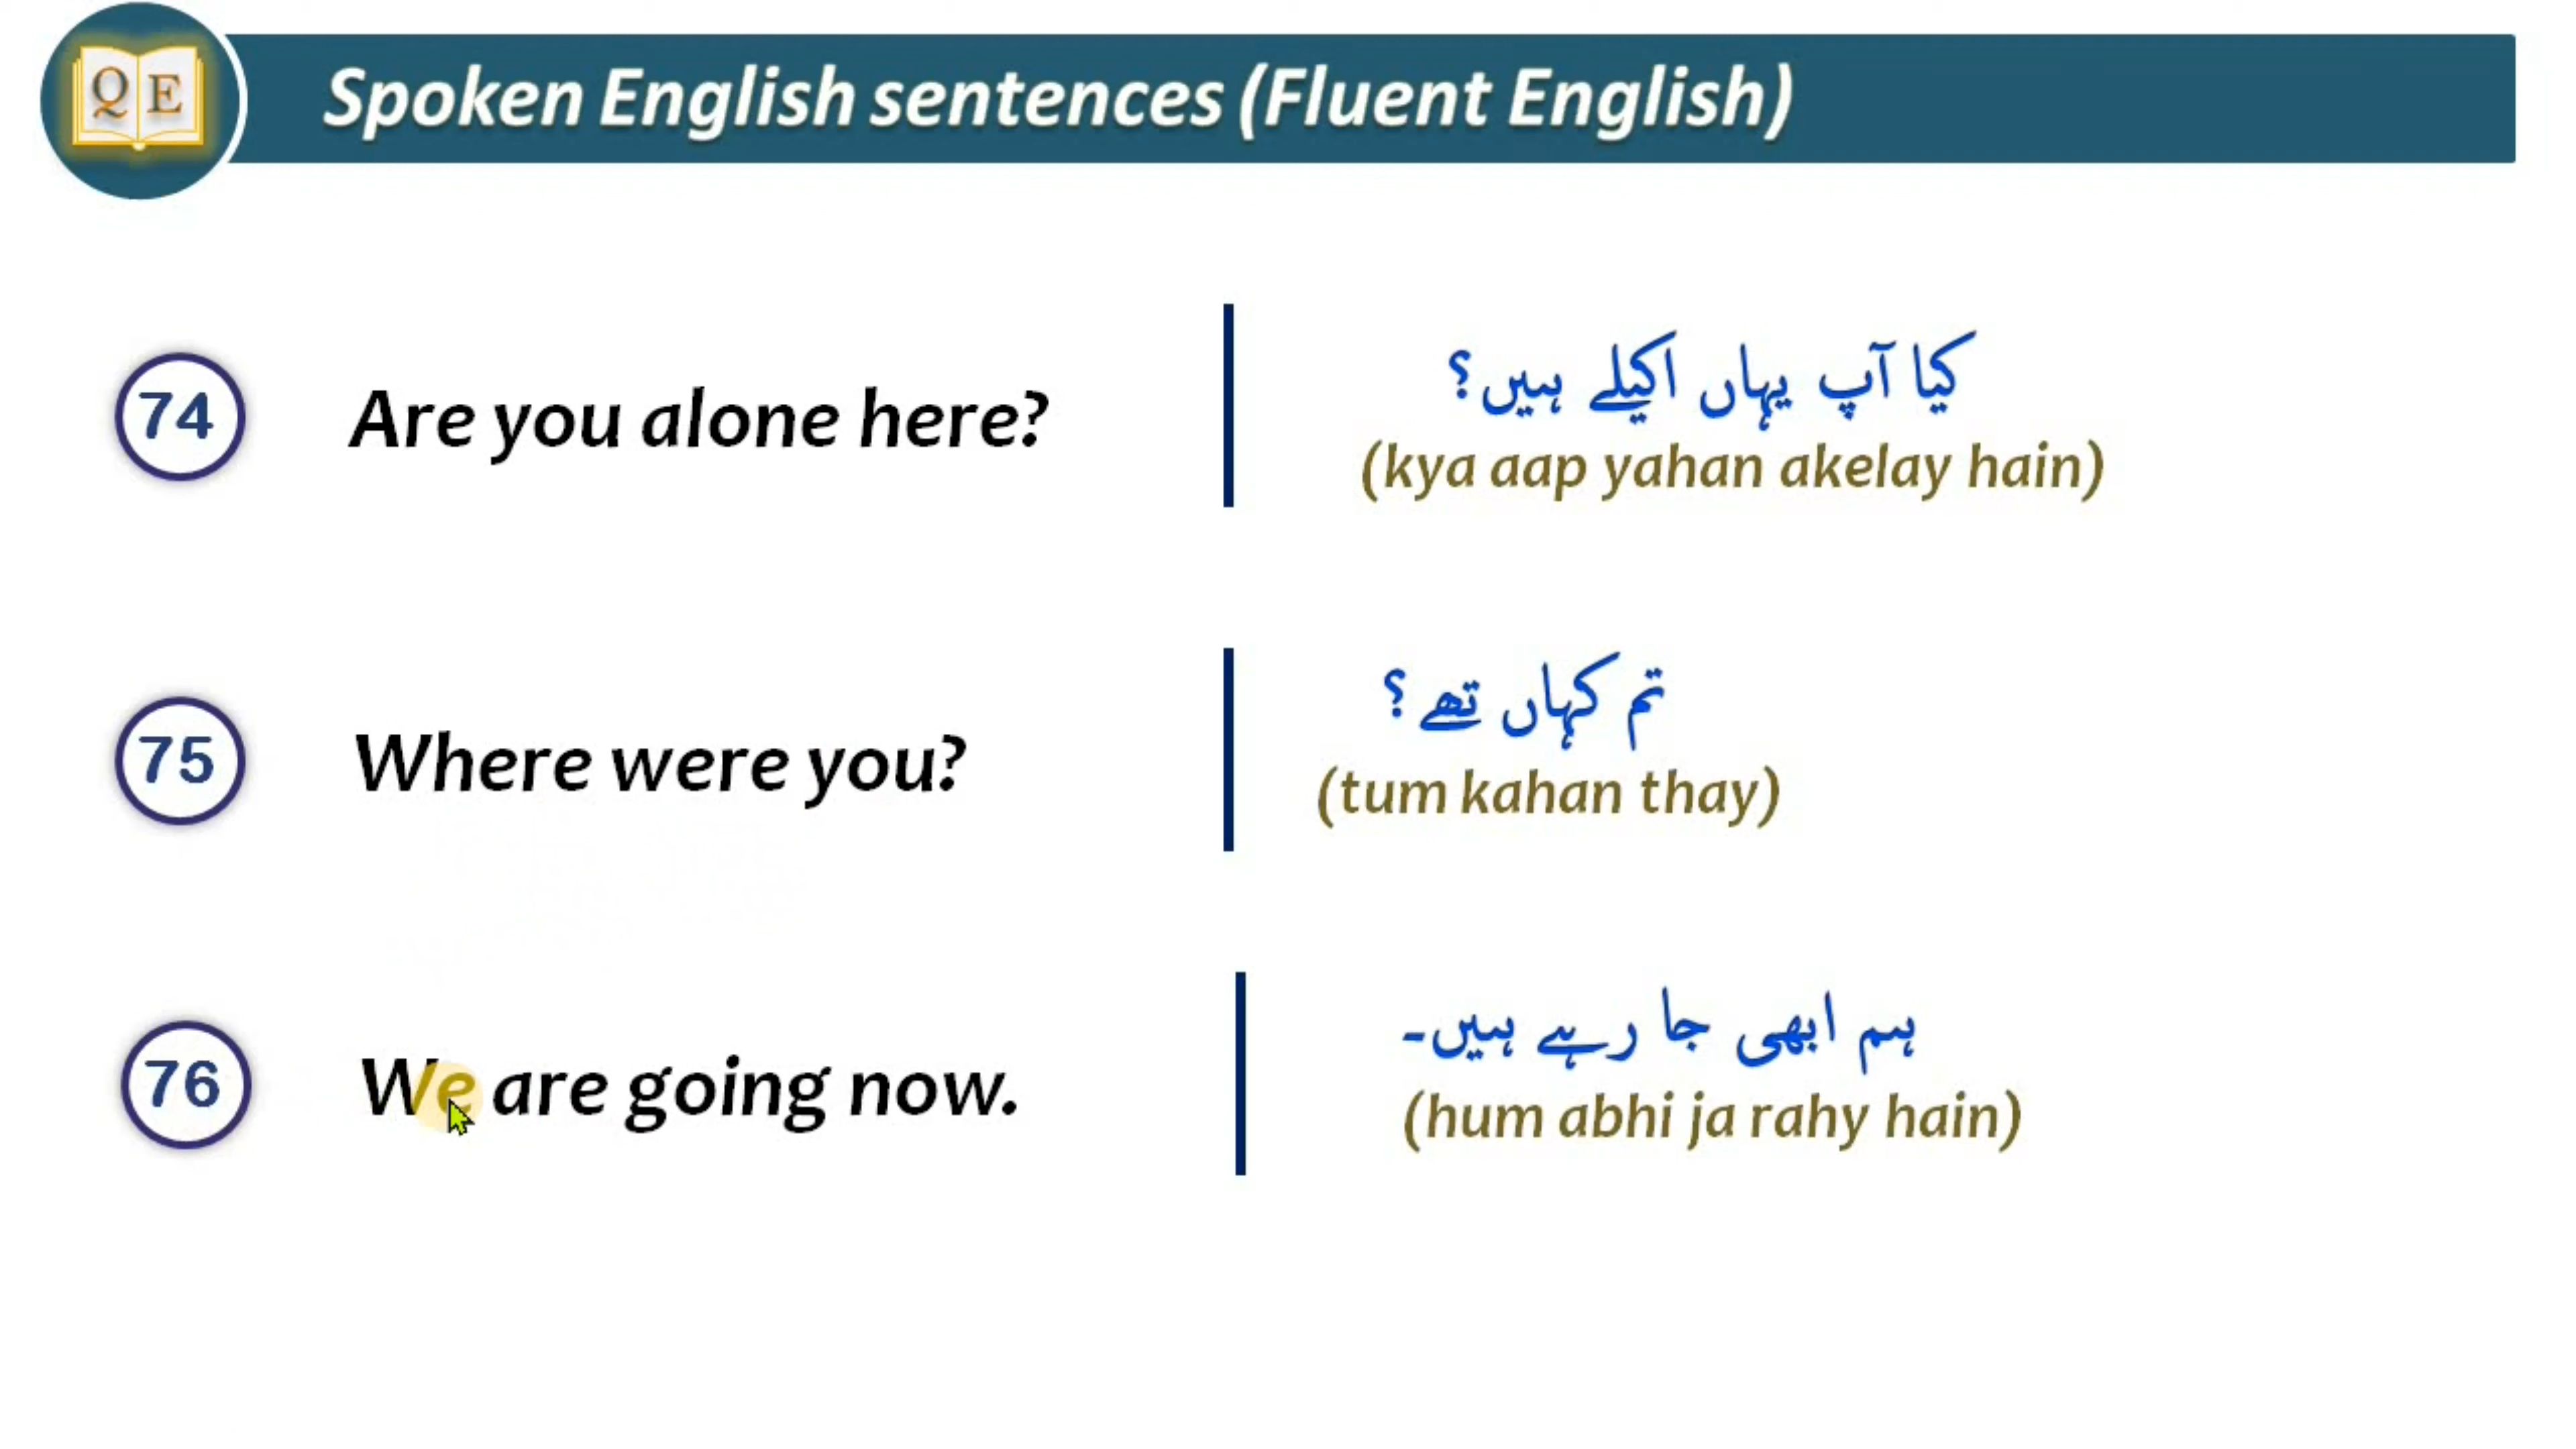 Q E
Spoken English sentences (Fluent English)
74
Are you alone here?
کیا آپ یہاں اکیلے ہیں؟
(kya aap yahan akelay hain)
75
Where were you?
تم کہاں تھے؟
(tum kahan thay)
76
We are going now.
ہم ابھی جا رہے ہیں۔
(hum abhi ja rahy hain)